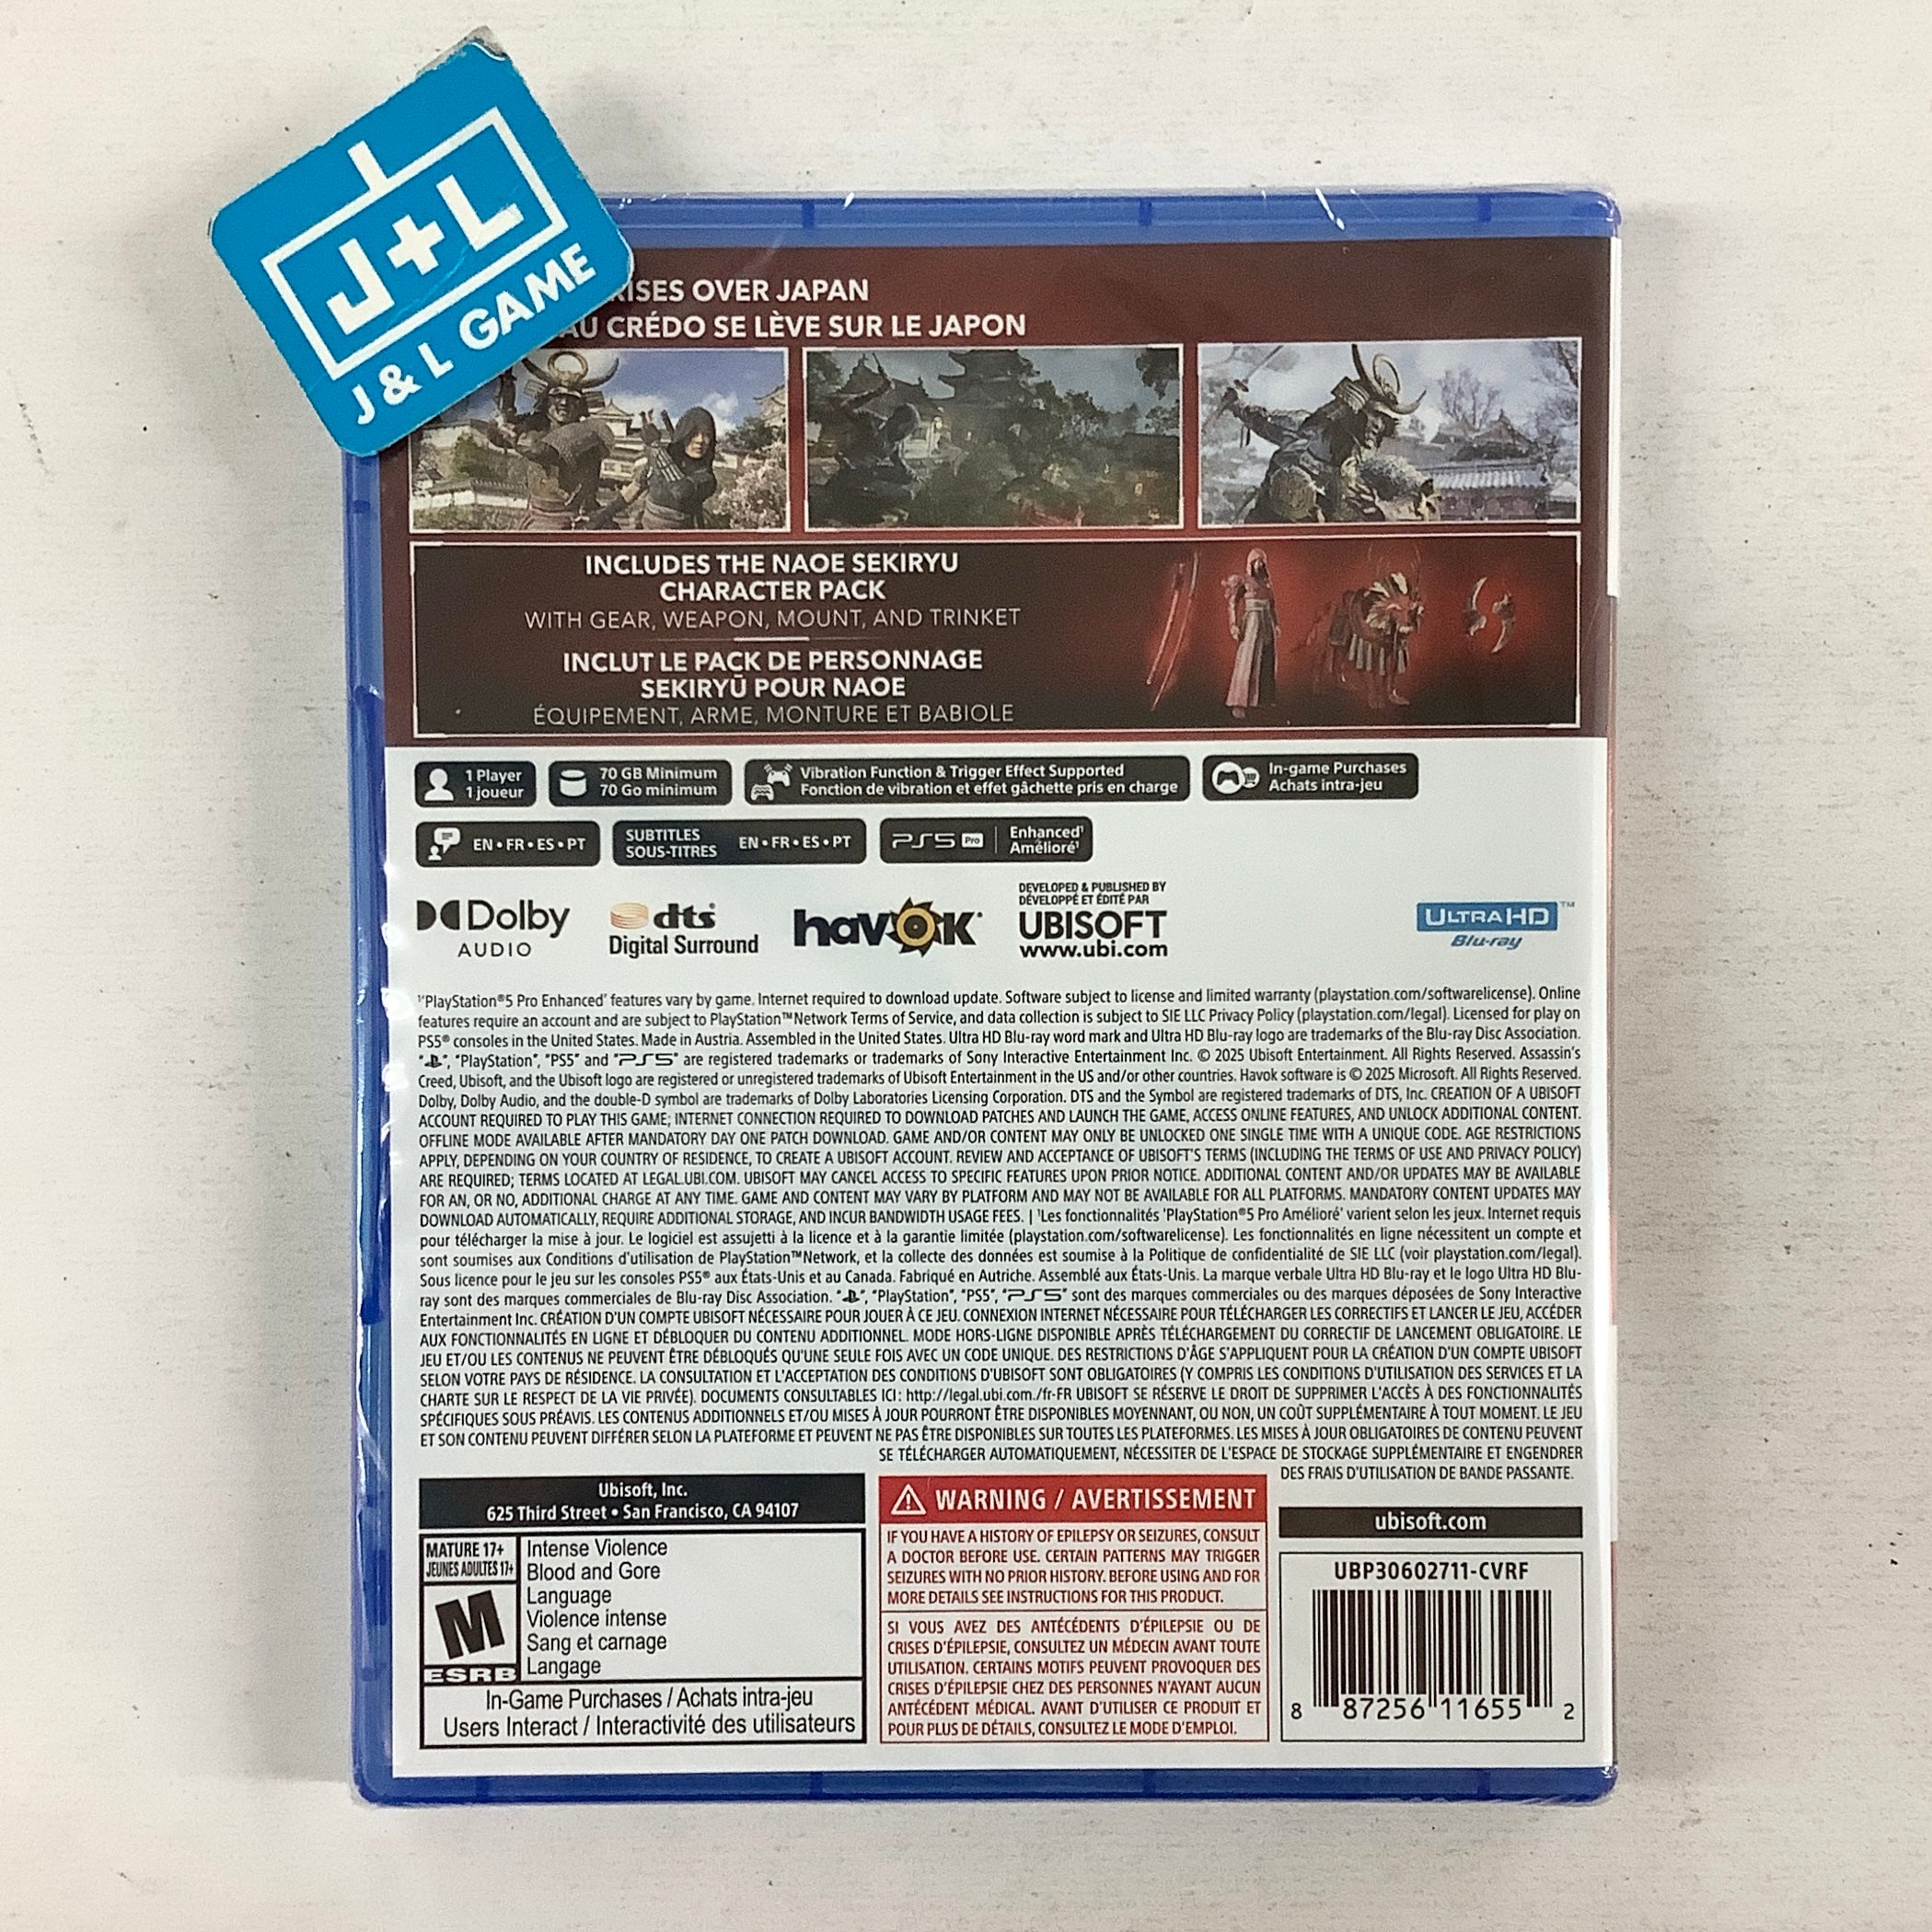 J+L
J & L GAME
RISES OVER JAPAN
AU CRÉDO SE LÈVE SUR LE JAPON
INCLUDES THE NAOE SEKIRYU
CHARACTER PACK
WITH GEAR, WEAPON, MOUNT, AND TRINKET
INCLUT LE PACK DE PERSONNAGE
SEKIRYŪ POUR NAOE
ÉQUIPEMENT, ARME, MONTURE ET BABIOLE
1 Player
1 joueur
70 GB Minimum
70 Go minimum
Vibration Function & Trigger Effect Supported
Fonction de vibration et effet gâchette pris en charge
In-game Purchases
Achats intra-jeu
EN • FR • ES • PT
SUBTITLES
SOUS-TITRES
EN • FR • ES • PT
PS5 Pro
Enhanced¹
Amélioré¹
Dolby
AUDIO
dts
Digital Surround
havok
DEVELOPED & PUBLISHED BY
DÉVELOPPÉ ET ÉDITÉ PAR
UBISOFT
www.ubi.com
ULTRA HD™
Blu-ray
¹'PlayStation®5 Pro Enhanced' features vary by game. Internet required to download update. Software subject to license and limited warranty (playstation.com/softwarelicense). Online
features require an account and are subject to PlayStation™Network Terms of Service, and data collection is subject to SIE LLC Privacy Policy (playstation.com/legal). Licensed for play on
PS5® consoles in the United States. Made in Austria. Assembled in the United States. Ultra HD Blu-ray word mark and Ultra HD Blu-ray logo are trademarks of the Blu-ray Disc Association.
"", "PlayStation", "PS5" and "PS5" are registered trademarks or trademarks of Sony Interactive Entertainment Inc. © 2025 Ubisoft Entertainment. All Rights Reserved. Assassin's
Creed, Ubisoft, and the Ubisoft logo are registered or unregistered trademarks of Ubisoft Entertainment in the US and/or other countries. Havok software is © 2025 Microsoft. All Rights Reserved.
Dolby, Dolby Audio, and the double-D symbol are trademarks of Dolby Laboratories Licensing Corporation. DTS and the Symbol are registered trademarks of DTS, Inc. CREATION OF A UBISOFT
ACCOUNT REQUIRED TO PLAY THIS GAME; INTERNET CONNECTION REQUIRED TO DOWNLOAD PATCHES AND LAUNCH THE GAME, ACCESS ONLINE FEATURES, AND UNLOCK ADDITIONAL CONTENT.
OFFLINE MODE AVAILABLE AFTER MANDATORY DAY ONE PATCH DOWNLOAD. GAME AND/OR CONTENT MAY ONLY BE UNLOCKED ONE SINGLE TIME WITH A UNIQUE CODE. AGE RESTRICTIONS
APPLY, DEPENDING ON YOUR COUNTRY OF RESIDENCE, TO CREATE A UBISOFT ACCOUNT. REVIEW AND ACCEPTANCE OF UBISOFT'S TERMS (INCLUDING THE TERMS OF USE AND PRIVACY POLICY)
ARE REQUIRED; TERMS LOCATED AT LEGAL.UBI.COM. UBISOFT MAY CANCEL ACCESS TO SPECIFIC FEATURES UPON PRIOR NOTICE. ADDITIONAL CONTENT AND/OR UPDATES MAY BE AVAILABLE
FOR AN, OR NO, ADDITIONAL CHARGE AT ANY TIME. GAME AND CONTENT MAY VARY BY PLATFORM AND MAY NOT BE AVAILABLE FOR ALL PLATFORMS. MANDATORY CONTENT UPDATES MAY
DOWNLOAD AUTOMATICALLY, REQUIRE ADDITIONAL STORAGE, AND INCUR BANDWIDTH USAGE FEES. | ¹Les fonctionnalités 'PlayStation®5 Pro Amélioré' varient selon les jeux. Internet requis
pour télécharger la mise à jour. Le logiciel est assujetti à la licence et à la garantie limitée (playstation.com/softwarelicense). Les fonctionnalités en ligne nécessitent un compte et
sont soumises aux Conditions d'utilisation de PlayStation™Network, et la collecte des données est soumise à la Politique de confidentialité de SIE LLC (voir playstation.com/legal).
Sous licence pour le jeu sur les consoles PS5® aux États-Unis et au Canada. Fabriqué en Autriche. Assemblé aux États-Unis. La marque verbale Ultra HD Blu-ray et le logo Ultra HD Blu-
ray sont des marques commerciales de Blu-ray Disc Association. "", "PlayStation", "PS5", "PS5" sont des marques commerciales ou des marques déposées de Sony Interactive
Entertainment Inc. CRÉATION D'UN COMPTE UBISOFT NÉCESSAIRE POUR JOUER À CE JEU. CONNEXION INTERNET NÉCESSAIRE POUR TÉLÉCHARGER LES CORRECTIFS ET LANCER LE JEU, ACCÉDER
AUX FONCTIONNALITÉS EN LIGNE ET DÉBLOQUER DU CONTENU ADDITIONNEL. MODE HORS-LIGNE DISPONIBLE APRÈS TÉLÉCHARGEMENT DU CORRECTIF DE LANCEMENT OBLIGATOIRE. LE
JEU ET/OU LES CONTENUS NE PEUVENT ÊTRE DÉBLOQUÉS QU'UNE SEULE FOIS AVEC UN CODE UNIQUE. DES RESTRICTIONS D'ÂGE S'APPLIQUENT POUR LA CRÉATION D'UN COMPTE UBISOFT
SELON VOTRE PAYS DE RÉSIDENCE. LA CONSULTATION ET L'ACCEPTATION DES CONDITIONS D'UBISOFT SONT OBLIGATOIRES (Y COMPRIS LES CONDITIONS D'UTILISATION DES SERVICES ET LA
CHARTE SUR LE RESPECT DE LA VIE PRIVÉE). DOCUMENTS CONSULTABLES ICI : http://legal.ubi.com./fr-FR UBISOFT SE RÉSERVE LE DROIT DE SUPPRIMER L'ACCÈS À DES FONCTIONNALITÉS
SPÉCIFIQUES SOUS PRÉAVIS. LES CONTENUS ADDITIONNELS ET/OU MISES À JOUR POURRONT ÊTRE DISPONIBLES MOYENNANT, OU NON, UN COÛT SUPPLÉMENTAIRE À TOUT MOMENT. LE JEU
ET SON CONTENU PEUVENT DIFFÉRER SELON LA PLATEFORME ET PEUVENT NE PAS ÊTRE DISPONIBLES SUR TOUTES LES PLATEFORMES. LES MISES À JOUR OBLIGATOIRES DE CONTENU PEUVENT
SE TÉLÉCHARGER AUTOMATIQUEMENT, NÉCESSITER DE L'ESPACE DE STOCKAGE SUPPLÉMENTAIRE ET ENGENDRER
DES FRAIS D'UTILISATION DE BANDE PASSANTE.
Ubisoft, Inc.
625 Third Street • San Francisco, CA 94107
MATURE 17+
JEUNES ADULTES 17+
M
ESRB
Intense Violence
Blood and Gore
Language
Violence intense
Sang et carnage
Langage
In-Game Purchases / Achats intra-jeu
Users Interact / Interactivité des utilisateurs
WARNING / AVERTISSEMENT
IF YOU HAVE A HISTORY OF EPILEPSY OR SEIZURES, CONSULT
A DOCTOR BEFORE USE. CERTAIN PATTERNS MAY TRIGGER
SEIZURES WITH NO PRIOR HISTORY. BEFORE USING AND FOR
MORE DETAILS SEE INSTRUCTIONS FOR THIS PRODUCT.
SI VOUS AVEZ DES ANTÉCÉDENTS D'ÉPILEPSIE OU DE
CRISES D'ÉPILEPSIE, CONSULTEZ UN MÉDECIN AVANT TOUTE
UTILISATION. CERTAINS MOTIFS PEUVENT PROVOQUER DES
CRISES D'ÉPILEPSIE CHEZ DES PERSONNES N'AYANT AUCUN
ANTÉCÉDENT MÉDICAL. AVANT D'UTILISER CE PRODUIT ET
POUR PLUS DE DÉTAILS, CONSULTEZ LE MODE D'EMPLOI.
ubisoft.com
UBP30602711-CVRF
8 87256 11655 2